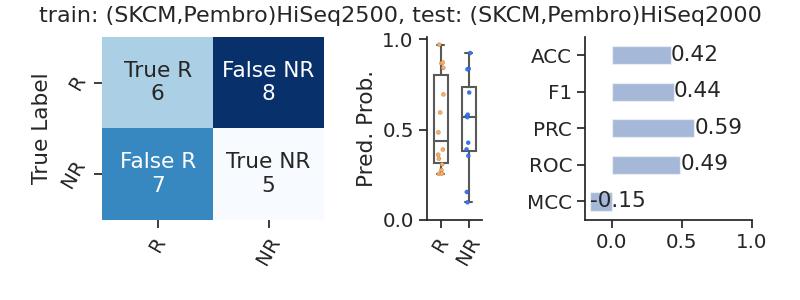 train: (SKCM,Pembro)HiSeq2500, test: (SKCM,Pembro)HiSeq2000
True Label
R
NR
True R
6
False NR
8
False R
7
True NR
5
R
NR
Pred. Prob.
1.0
0.5
0.0
R
NR
ACC
0.42
F1
0.44
PRC
0.59
ROC
0.49
MCC
-0.15
0.0
0.5
1.0